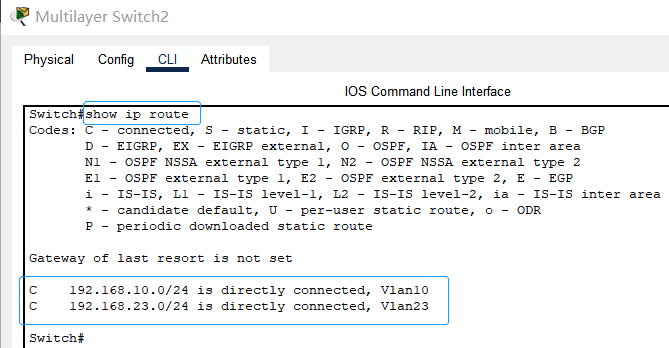 Multilayer Switch2
Physical Config CLI Attributes
IOS Command Line Interface
Switch#show ip route
Codes: C - connected, S - static, I - IGRP, R - RIP, M - mobile, B - BGP
D - EIGRP, EX - EIGRP external, O - OSPF, IA - OSPF inter area
N1 - OSPF NSSA external type 1, N2 - OSPF NSSA external type 2
E1 - OSPF external type 1, E2 - OSPF external type 2, E - EGP
i - IS-IS, L1 - IS-IS level-1, L2 - IS-IS level-2, ia - IS-IS inter area
* - candidate default, U - per-user static route, o - ODR
P - periodic downloaded static route
Gateway of last resort is not set
C 192.168.10.0/24 is directly connected, Vlan10
C 192.168.23.0/24 is directly connected, Vlan23
Switch#